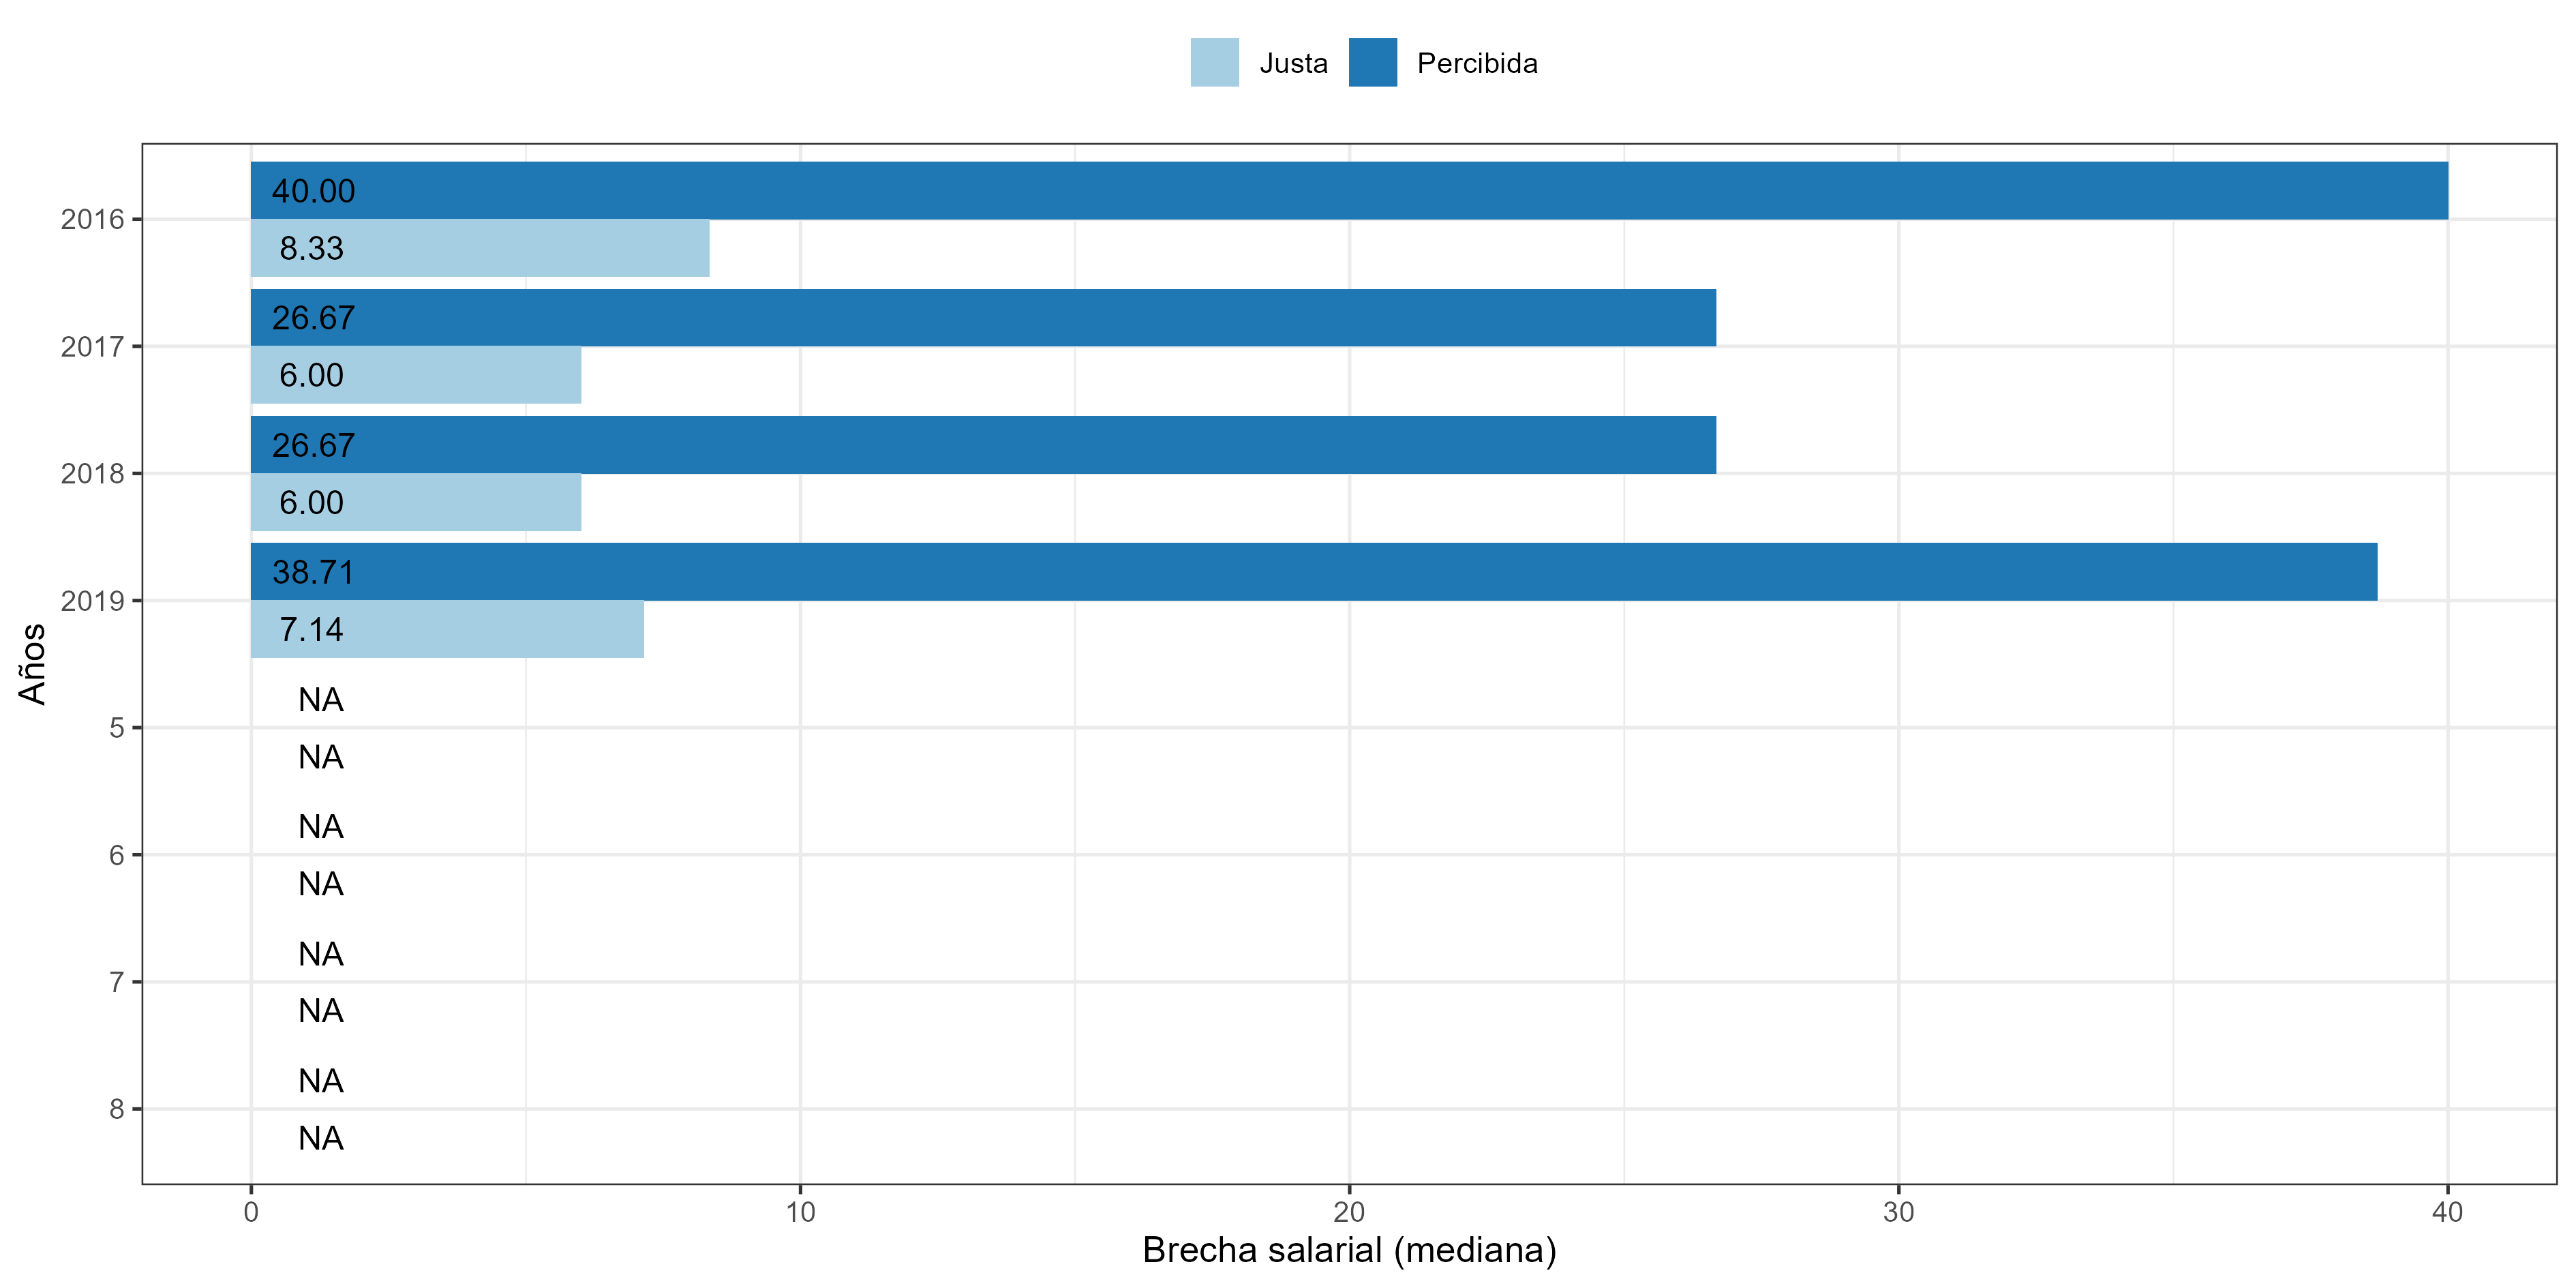 Justa Percibida
40.00
2016
8.33
26.67
2017
6.00
26.67
2018
6.00
38.71
2019
7.14
Años
NA
5
NA
NA
6
NA
NA
7
NA
NA
8
NA
0 10 20 30 40
Brecha salarial (mediana)